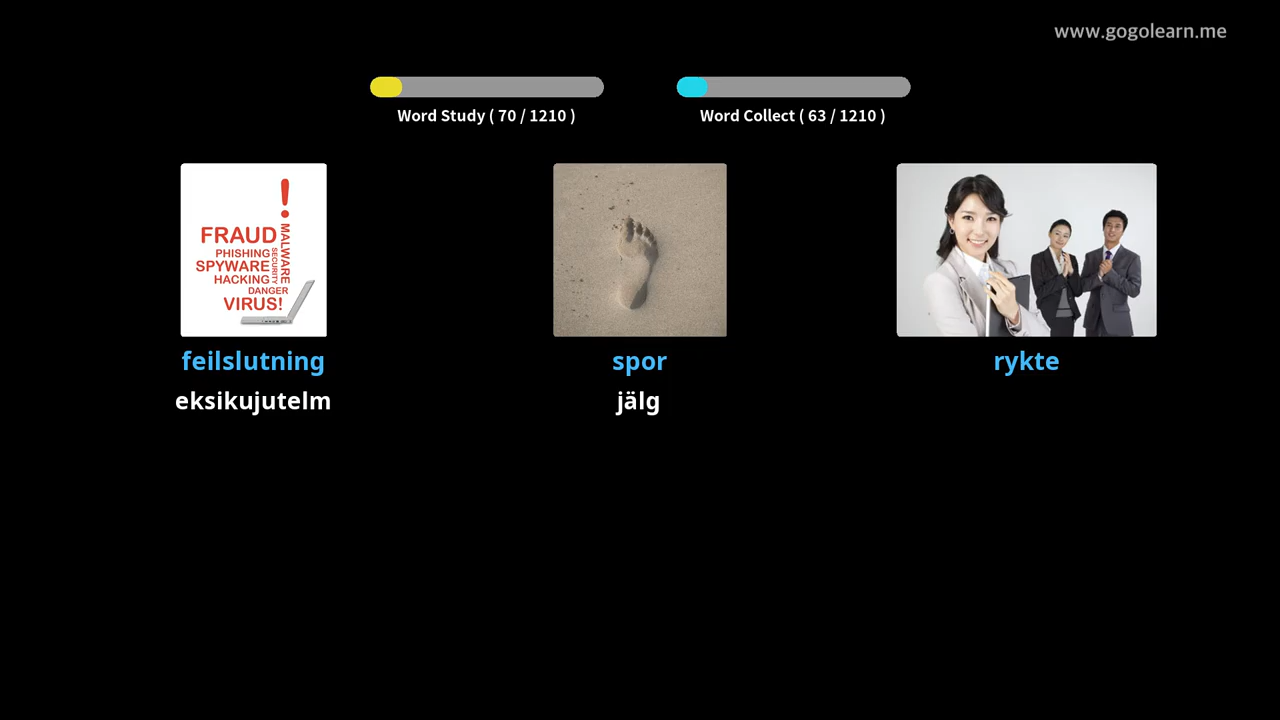 www.gogolearn.me
Word Study ( 70 / 1210 )
Word Collect ( 63 / 1210 )
!
FRAUD
MALWARE
PHISHING
SECURITY
SPYWARE
HACKING
DANGER
VIRUS!
feilslutning
spor
rykte
eksikujutelm
jälg